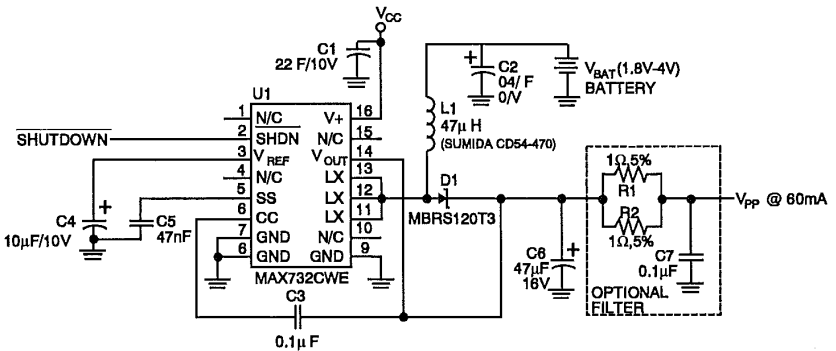 VCC
C1
22 F/10V
+
C2
04/ F
0/V
VBAT (1.8V-4V)
BATTERY
U1
L1
47μ H
(SUMIDA CD54-470)
1 N/C V+ 16
SHUTDOWN 2 SHDN N/C 15
3 VREF VOUT 14
4 N/C LX 13
5 SS LX 12
6 CC LX 11
7 GND N/C 10
6 GND GND 9
MAX732CWE
C4
+
10μF/10V
C5
47nF
D1
MBRS120T3
1Ω,5%
R1
R2
1Ω,5%
VPP @ 60mA
C6
+
47μF
16V
C7
0.1μF
OPTIONAL
FILTER
C3
0.1μ F